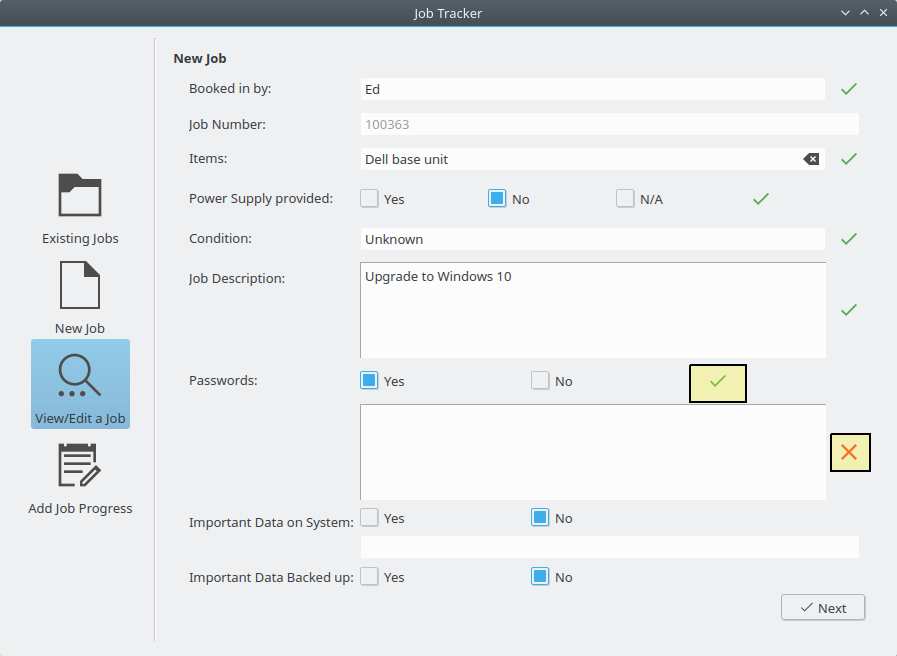 Job Tracker
New Job
Booked in by: Ed
Job Number: 100363
Items: Dell base unit
Power Supply provided: Yes No N/A
Existing Jobs
Condition: Unknown
Job Description: Upgrade to Windows 10
New Job
Passwords: Yes No
View/Edit a Job
Add Job Progress
Important Data on System: Yes No
Important Data Backed up: Yes No
Next